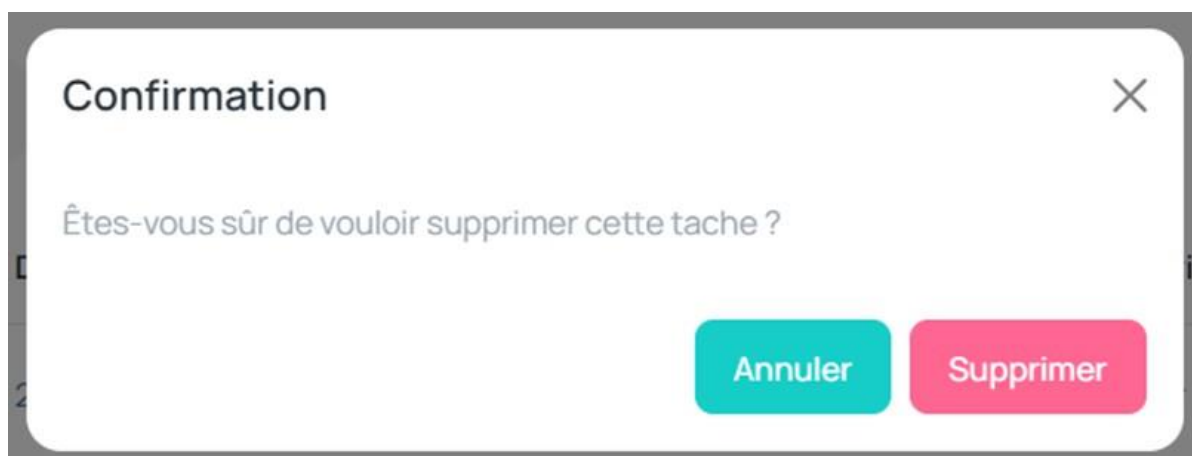 Confirmation
Êtes-vous sûr de vouloir supprimer cette tache ?
Annuler
Supprimer